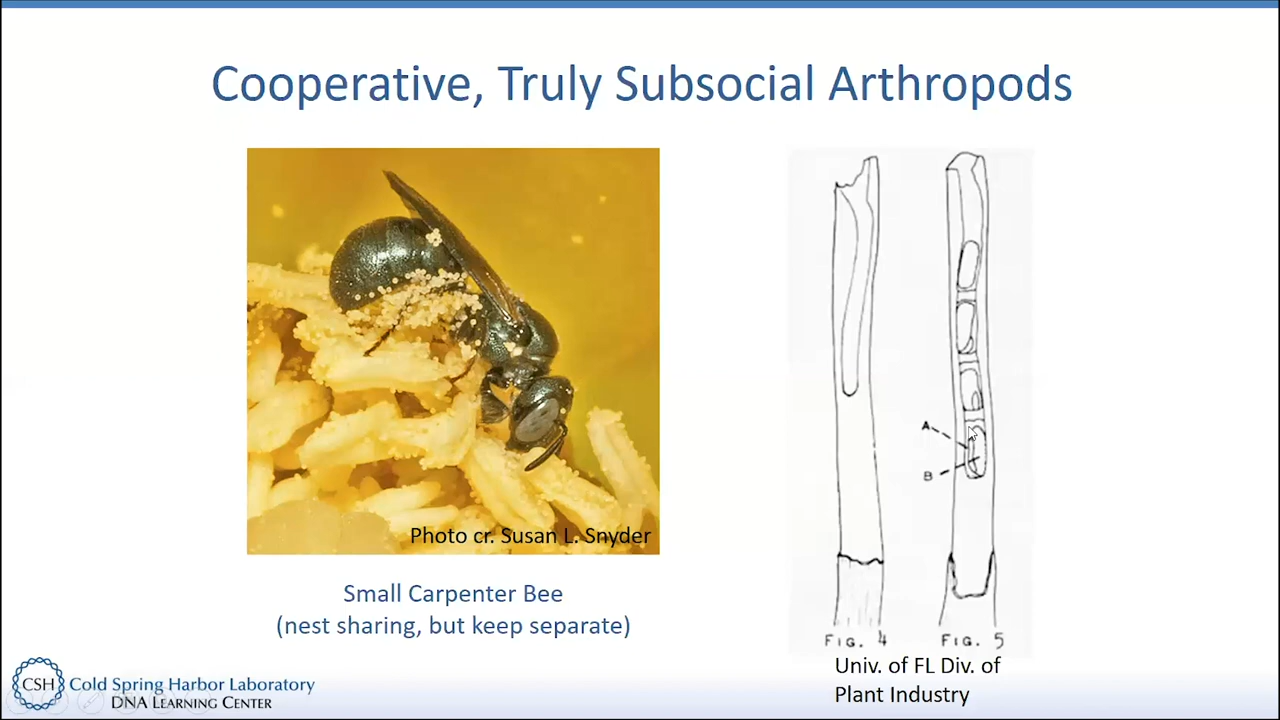 Cooperative, Truly Subsocial Arthropods
Photo cr. Susan L. Snyder
A
B
FIG. 4
FIG. 5
Small Carpenter Bee
(nest sharing, but keep separate)
Univ. of FL Div. of
Plant Industry
CSH
Cold Spring Harbor Laboratory
DNA LEARNING CENTER